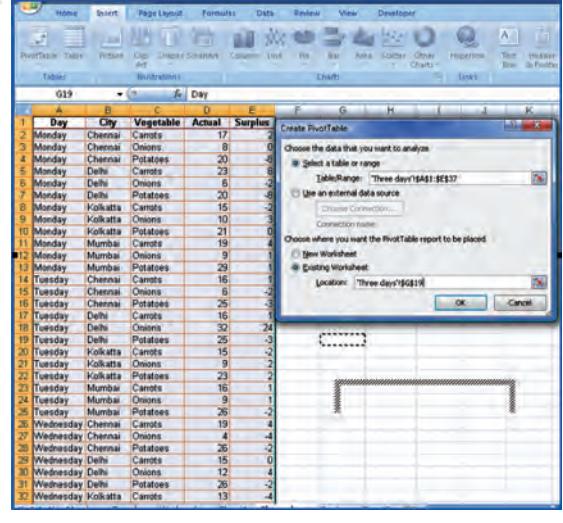 Home Insert Page Layout Formulas Data Review View Developer
PivotTable Table Picture Clip Art Shapes SmartArt Column Line Pie Bar Area Scatter Other Charts Hyperlink Text Box Header & Footer
Tables Illustrations Charts Links
G19 fx Day
A B C D E F G H I J K
1 Day City Vegetable Actual Surplus
2 Monday Chennai Carrots 17 2
3 Monday Chennai Onions 8 0
4 Monday Chennai Potatoes 20 -8
5 Monday Delhi Carrots 23 8
6 Monday Delhi Onions 6 -2
7 Monday Delhi Potatoes 20 -8
8 Monday Kolkatta Carrots 15 -2
9 Monday Kolkatta Onions 10 3
10 Monday Kolkatta Potatoes 21 0
11 Monday Mumbai Carrots 19 4
12 Monday Mumbai Onions 9 1
13 Monday Mumbai Potatoes 29 1
14 Tuesday Chennai Carrots 16 1
15 Tuesday Chennai Onions 6 -2
16 Tuesday Chennai Potatoes 25 -3
17 Tuesday Delhi Carrots 16 1
18 Tuesday Delhi Onions 32 24
19 Tuesday Delhi Potatoes 25 -3
20 Tuesday Kolkatta Carrots 15 -2
21 Tuesday Kolkatta Onions 9 2
22 Tuesday Kolkatta Potatoes 23 2
23 Tuesday Mumbai Carrots 16 1
24 Tuesday Mumbai Onions 9 1
25 Tuesday Mumbai Potatoes 26 -2
26 Wednesday Chennai Carrots 19 4
27 Wednesday Chennai Onions 4 -4
28 Wednesday Chennai Potatoes 26 -2
29 Wednesday Delhi Carrots 15 0
30 Wednesday Delhi Onions 12 4
31 Wednesday Delhi Potatoes 26 -2
32 Wednesday Kolkatta Carrots 13 -4
Create PivotTable
Choose the data that you want to analyze
Select a table or range
Table/Range: 'Three days'!$A$1:$E$37
Use an external data source
Choose Connection...
Connection name:
Choose where you want the PivotTable report to be placed
New Worksheet
Existing Worksheet
Location: 'Three days'!$G$19
OK Cancel